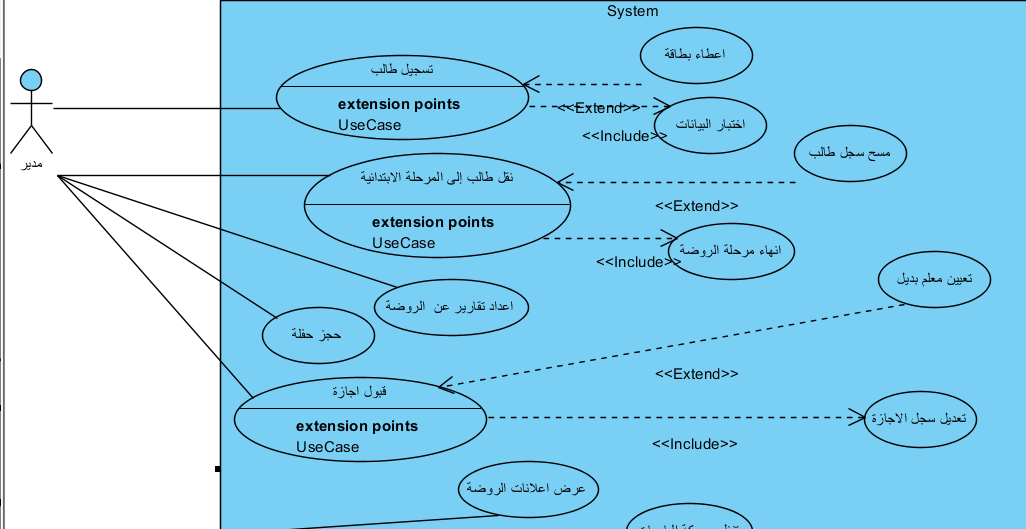 System
اعطاء بطاقة
تسجيل طالب
extension points
UseCase
<<Extend>>
اختبار البيانات
<<Include>>
مدير
مسح سجل طالب
نقل طالب إلى المرحلة الابتدائية
<<Extend>>
extension points
UseCase
انهاء مرحلة الروضة
<<Include>>
تعيين معلم بديل
اعداد تقارير عن الروضة
حجز حفلة
<<Extend>>
قبول اجازة
extension points
UseCase
تعديل سجل الاجازة
<<Include>>
عرض اعلانات الروضة